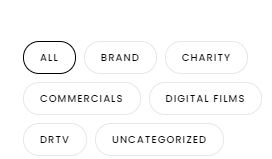 ALL BRAND CHARITY
COMMERCIALS DIGITAL FILMS
DRTV UNCATEGORIZED